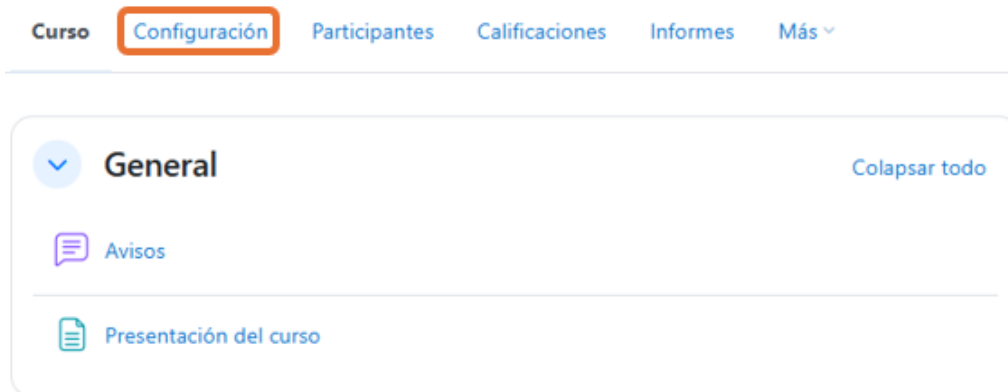 Curso Configuración Participantes Calificaciones Informes Más
General Colapsar todo
Avisos
Presentación del curso